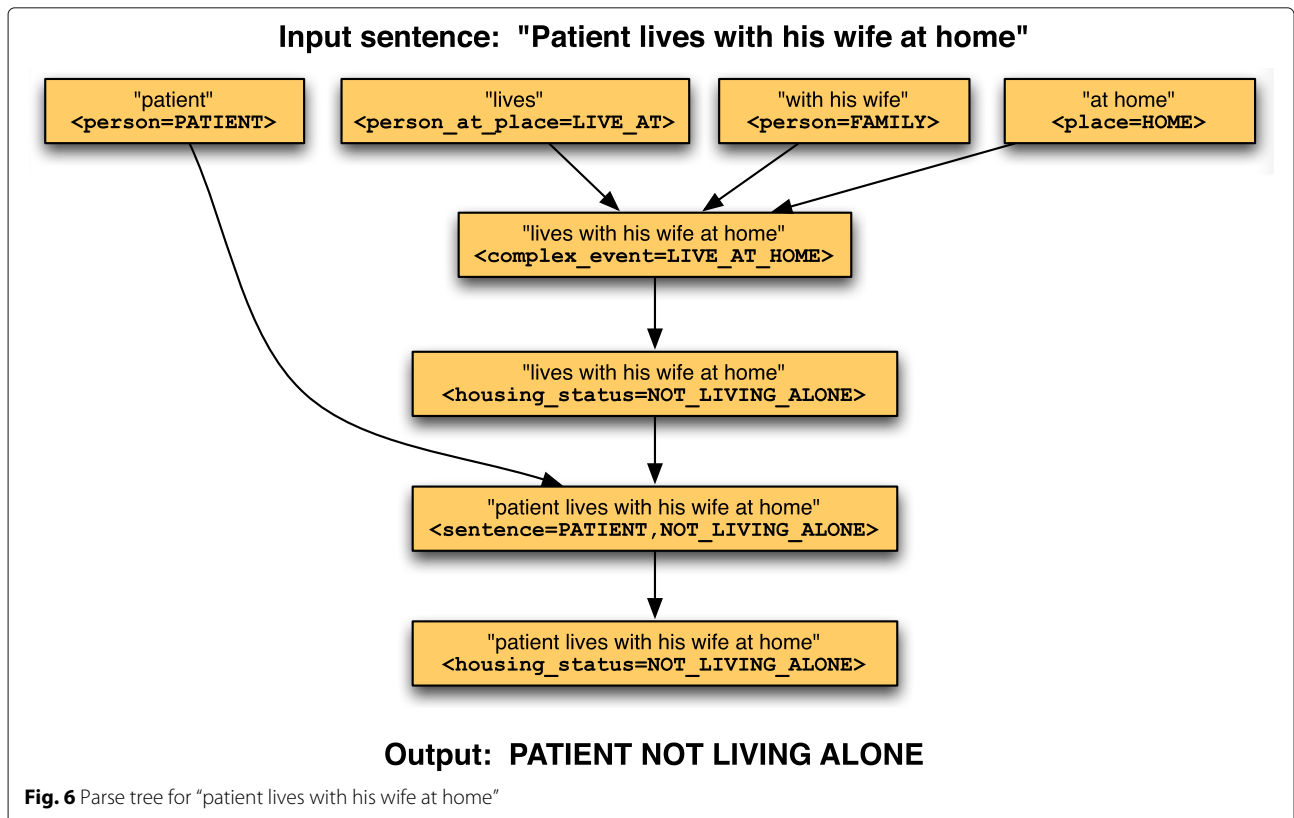 Input sentence:  "Patient lives with his wife at home"
"patient"
<person=PATIENT>
"lives"
<person_at_place=LIVE_AT>
"with his wife"
<person=FAMILY>
"at home"
<place=HOME>
"lives with his wife at home"
<complex_event=LIVE_AT_HOME>
"lives with his wife at home"
<housing_status=NOT_LIVING_ALONE>
"patient lives with his wife at home"
<sentence=PATIENT,NOT_LIVING_ALONE>
"patient lives with his wife at home"
<housing_status=NOT_LIVING_ALONE>
Output:  PATIENT NOT LIVING ALONE
Fig. 6 Parse tree for “patient lives with his wife at home”